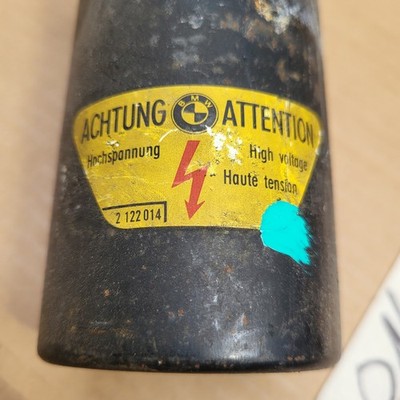 ACHTUNG BMW ATTENTION
Hochspannung High voltage
Haute tension
2 122 014